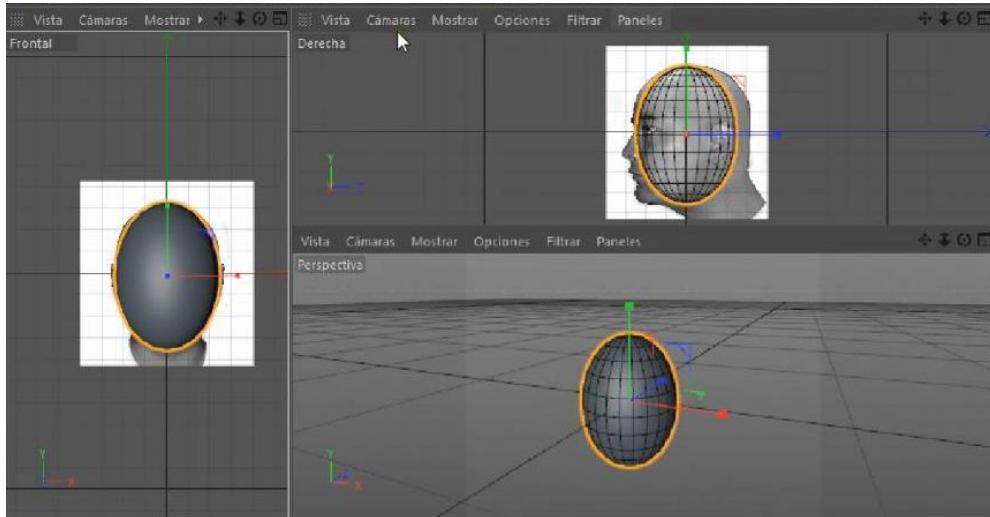 Vista Cámaras Mostrar
Frontal
Y
X
Vista Cámaras Mostrar Opciones Filtrar Paneles
Derecha
Y
Z
Vista Cámaras Mostrar Opciones Filtrar Paneles
Perspectiva
Y
X